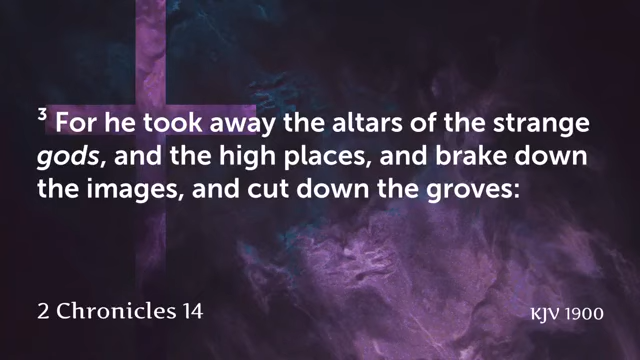 3 For he took away the altars of the strange
gods, and the high places, and brake down
the images, and cut down the groves:
2 Chronicles 14
KJV 1900